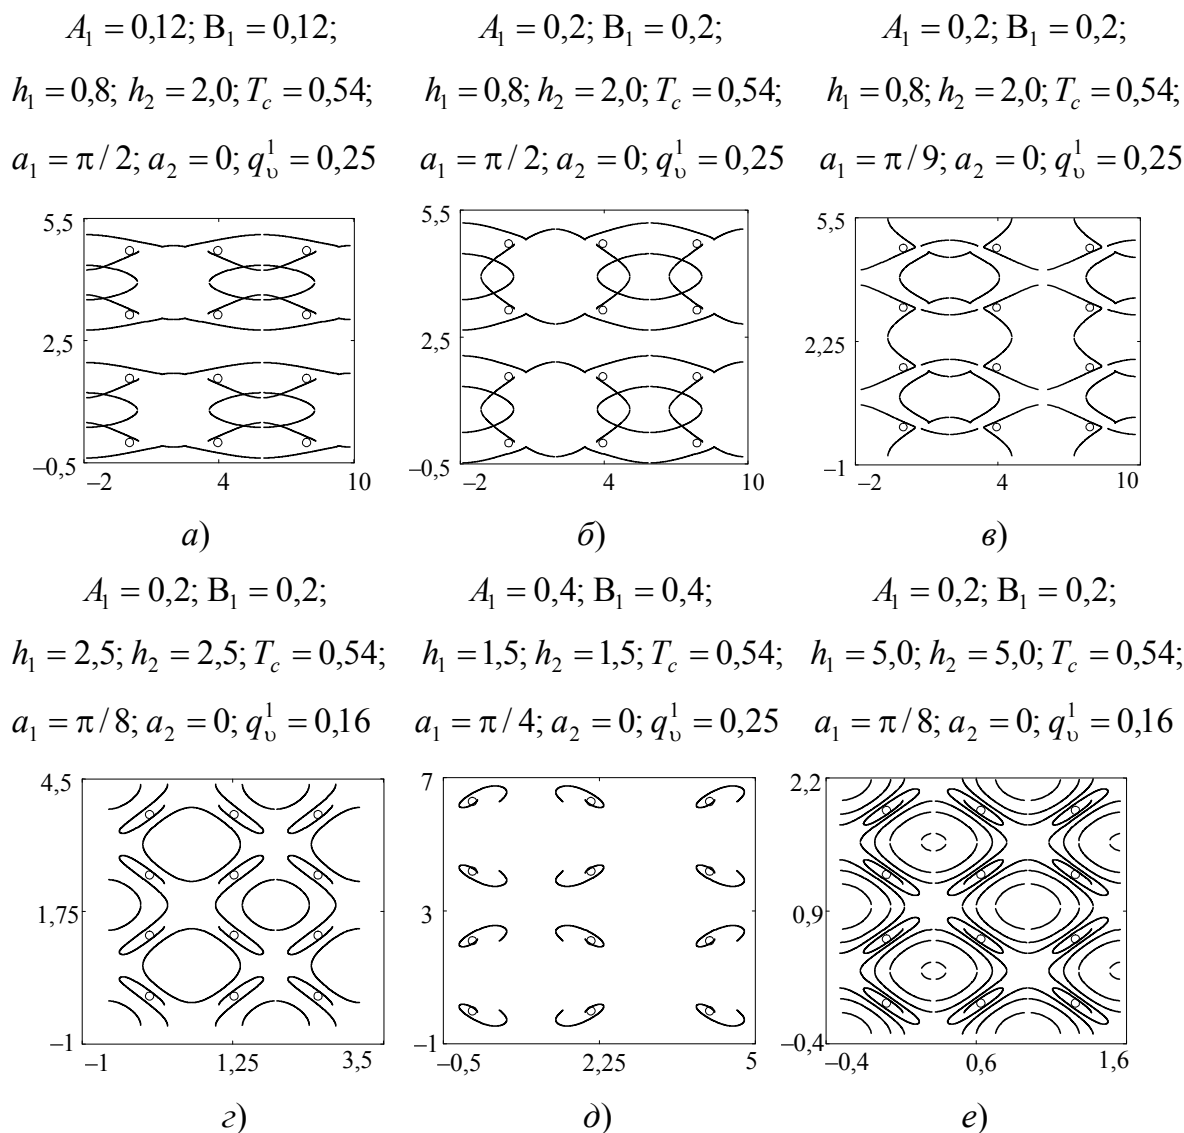 A₁ = 0,12; B₁ = 0,12;
h₁ = 0,8; h₂ = 2,0; T_c = 0,54;
a₁ = π / 2; a₂ = 0; q_υ¹ = 0,25
5,5
2,5
–0,5
–2 4 10
а)
A₁ = 0,2; B₁ = 0,2;
h₁ = 0,8; h₂ = 2,0; T_c = 0,54;
a₁ = π / 2; a₂ = 0; q_υ¹ = 0,25
5,5
2,5
–0,5
–2 4 10
б)
A₁ = 0,2; B₁ = 0,2;
h₁ = 0,8; h₂ = 2,0; T_c = 0,54;
a₁ = π / 9; a₂ = 0; q_υ¹ = 0,25
5,5
2,25
–1
–2 4 10
в)
A₁ = 0,2; B₁ = 0,2;
h₁ = 2,5; h₂ = 2,5; T_c = 0,54;
a₁ = π / 8; a₂ = 0; q_υ¹ = 0,16
4,5
1,75
–1
–1 1,25 3,5
г)
A₁ = 0,4; B₁ = 0,4;
h₁ = 1,5; h₂ = 1,5; T_c = 0,54;
a₁ = π / 4; a₂ = 0; q_υ¹ = 0,25
7
3
–1
–0,5 2,25 5
д)
A₁ = 0,2; B₁ = 0,2;
h₁ = 5,0; h₂ = 5,0; T_c = 0,54;
a₁ = π / 8; a₂ = 0; q_υ¹ = 0,16
2,2
0,9
–0,4
–0,4 0,6 1,6
е)